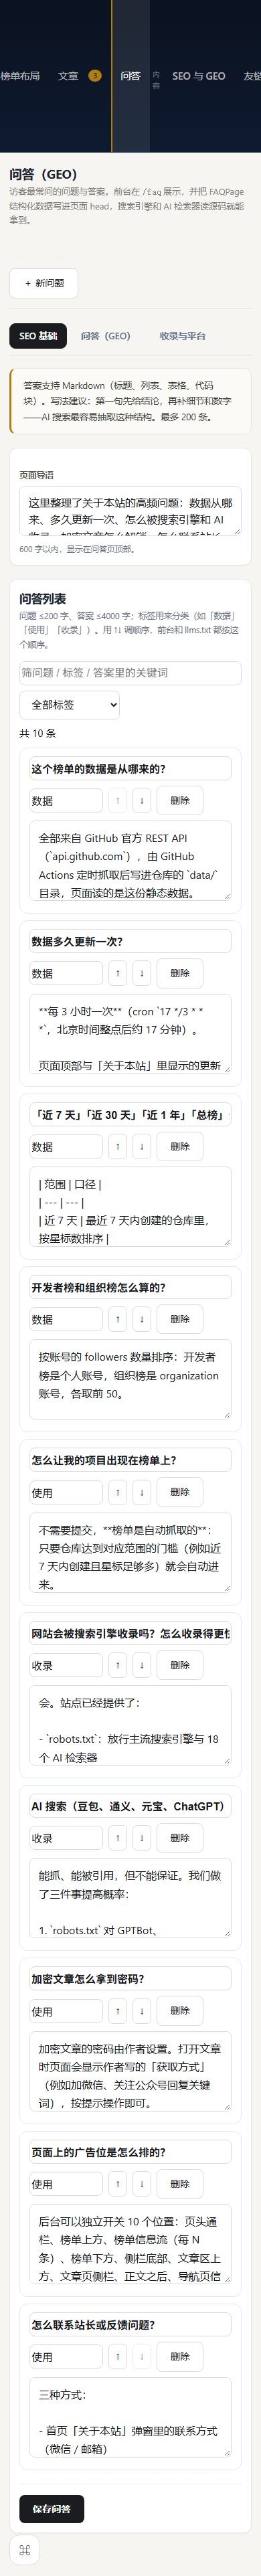 榜单布局 文章 3 问答 内容 SEO 与 GEO 友链
问答（GEO）
访客最常问的问题与答案。前台在 /faq 展示，并把 FAQPage
结构化数据写进页面 head，搜索引擎和 AI 检索器读源码就能
拿到。
+ 新问题
SEO 基础 问答（GEO） 收录与平台
答案支持 Markdown（标题、列表、表格、代码
块）。写法建议：第一句先给结论，再补细节和数字
——AI 搜索最容易抽取这种结构。最多 200 条。
页面导语
这里整理了关于本站的高频问题：数据从哪
来、多久更新一次、怎么被搜索引擎和 AI
600 字以内，显示在问答页顶部。
问答列表
问题 ≤200 字、答案 ≤4000 字；标签用来分类（如「数据」
「使用」「收录」）。用 ↑↓ 调顺序，前台和 llms.txt 都按这
个顺序。
筛问题 / 标签 / 答案里的关键词
全部标签
共 10 条
这个榜单的数据是从哪来的？
数据 ↑ ↓ 删除
全部来自 GitHub 官方 REST API
（`api.github.com`），由 GitHub
Actions 定时抓取后写进仓库的 `data/`
目录，页面读的是这份静态数据。
数据多久更新一次？
数据 ↑ ↓ 删除
**每 3 小时一次**（cron `17 */3 * *
*`，北京时间整点后约 17 分钟）。
页面顶部与「关于本站」里显示的更新
「近 7 天」「近 30 天」「近 1 年」「总榜」
数据 ↑ ↓ 删除
| 范围 | 口径 |
| --- | --- |
| 近 7 天 | 最近 7 天内创建的仓库里，
按星标数排序 |
开发者榜和组织榜怎么算的？
数据 ↑ ↓ 删除
按账号的 followers 数量排序：开发者
榜是个人账号，组织榜是 organization
账号，各取前 50。
怎么让我的项目出现在榜单上？
使用 ↑ ↓ 删除
不需要提交，**榜单是自动抓取的**：
只要仓库达到对应范围的门槛（例如近
7 天内创建且星标足够多）就会自动进
来。
网站会被搜索引擎收录吗？怎么收录得更快
收录 ↑ ↓ 删除
会。站点已经提供了：
- `robots.txt`：放行主流搜索引擎与 18
个 AI 检索器
AI 搜索（豆包、通义、元宝、ChatGPT）
收录 ↑ ↓ 删除
能抓、能被引用，但不能保证。我们做
了三件事提高概率：
1. `robots.txt` 对 GPTBot、
加密文章怎么拿到密码？
使用 ↑ ↓ 删除
加密文章的密码由作者设置。打开文章
时页面会显示作者写的「获取方式」
（例如加微信、关注公众号回复关键
词），按提示操作即可。
页面上的广告位是怎么排的？
使用 ↑ ↓ 删除
后台可以独立开关 10 个位置：页头通
栏、榜单上方、榜单信息流（每 N
条）、榜单下方、侧栏底部、文章区上
方、文章页侧栏、正文之后、导航页信
怎么联系站长或反馈问题？
使用 ↑ ↓ 删除
三种方式：
- 首页「关于本站」弹窗里的联系方式
（微信 / 邮箱）
保存问答
⌘